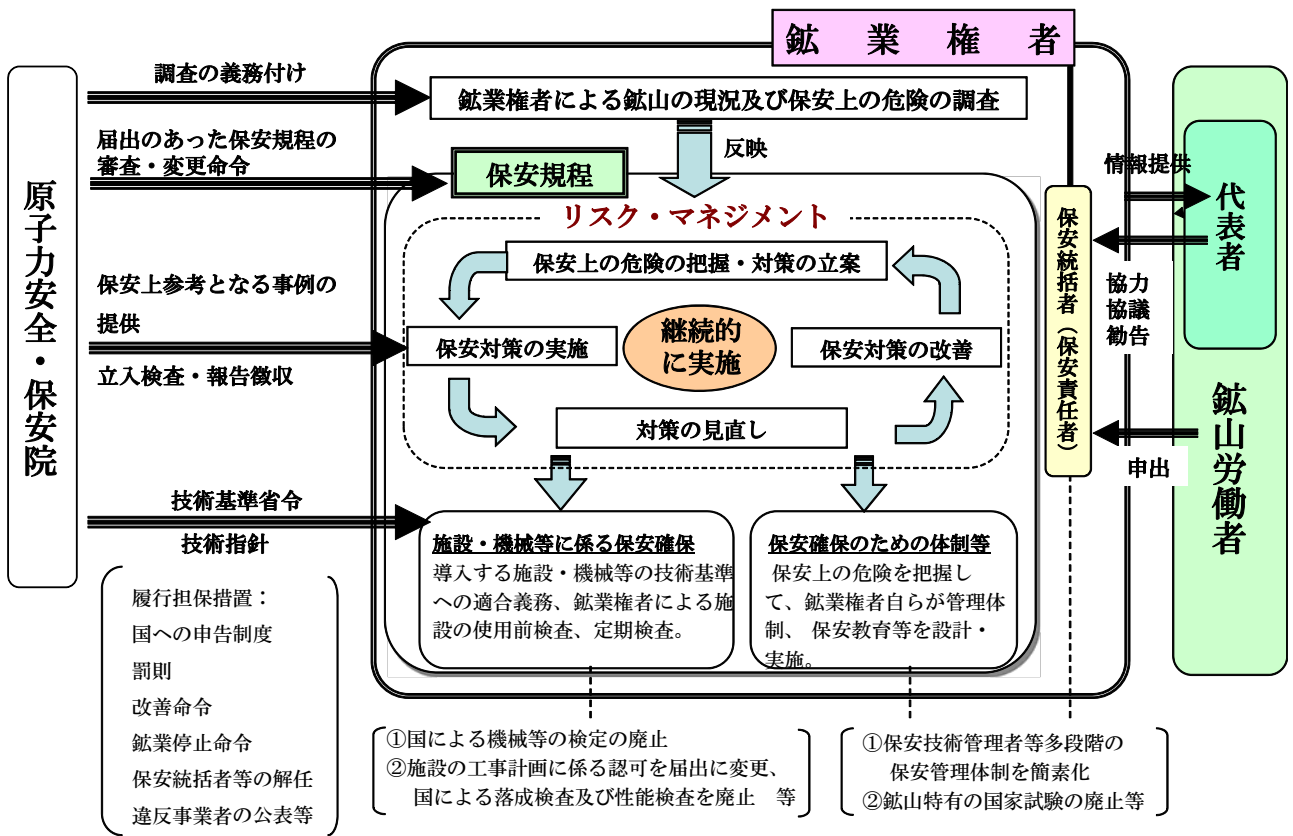 鉱業権者
原子力安全・保安院
調査の義務付け
届出のあった保安規程の
審査・変更命令
保安上参考となる事例の
提供
立入検査・報告徴収
技術基準省令
技術指針
履行担保措置：
国への申告制度
罰則
改善命令
鉱業停止命令
保安統括者等の解任
違反事業者の公表等
鉱業権者による鉱山の現況及び保安上の危険の調査
反映
保安規程
リスク・マネジメント
保安上の危険の把握・対策の立案
保安対策の実施
継続的
に実施
保安対策の改善
対策の見直し
施設・機械等に係る保安確保
導入する施設・機械等の技術基準
への適合義務、鉱業権者による施
設の使用前検査、定期検査。
保安確保のための体制等
保安上の危険を把握し
て、鉱業権者自らが管理体
制、 保安教育等を設計・
実施。
①国による機械等の検定の廃止
②施設の工事計画に係る認可を届出に変更、
国による落成検査及び性能検査を廃止　等
①保安技術管理者等多段階の
保安管理体制を簡素化
②鉱山特有の国家試験の廃止等
保安統括者（保安責任者）
情報提供
協力
協議
勧告
申出
代表者
鉱山労働者